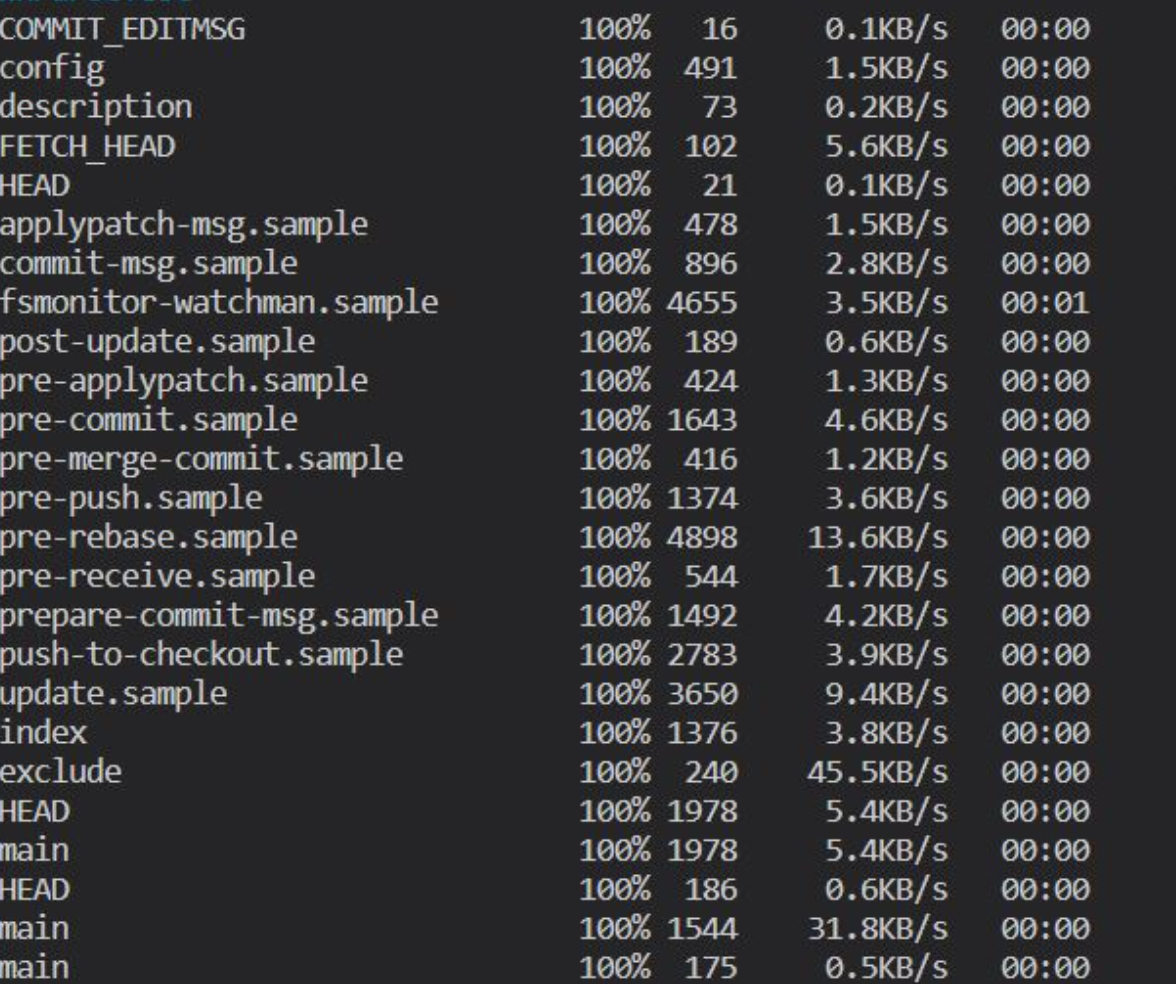 COMMIT_EDITMSG 100% 16 0.1KB/s 00:00
config 100% 491 1.5KB/s 00:00
description 100% 73 0.2KB/s 00:00
FETCH_HEAD 100% 102 5.6KB/s 00:00
HEAD 100% 21 0.1KB/s 00:00
applypatch-msg.sample 100% 478 1.5KB/s 00:00
commit-msg.sample 100% 896 2.8KB/s 00:00
fsmonitor-watchman.sample 100% 4655 3.5KB/s 00:01
post-update.sample 100% 189 0.6KB/s 00:00
pre-applypatch.sample 100% 424 1.3KB/s 00:00
pre-commit.sample 100% 1643 4.6KB/s 00:00
pre-merge-commit.sample 100% 416 1.2KB/s 00:00
pre-push.sample 100% 1374 3.6KB/s 00:00
pre-rebase.sample 100% 4898 13.6KB/s 00:00
pre-receive.sample 100% 544 1.7KB/s 00:00
prepare-commit-msg.sample 100% 1492 4.2KB/s 00:00
push-to-checkout.sample 100% 2783 3.9KB/s 00:00
update.sample 100% 3650 9.4KB/s 00:00
index 100% 1376 3.8KB/s 00:00
exclude 100% 240 45.5KB/s 00:00
HEAD 100% 1978 5.4KB/s 00:00
main 100% 1978 5.4KB/s 00:00
HEAD 100% 186 0.6KB/s 00:00
main 100% 1544 31.8KB/s 00:00
main 100% 175 0.5KB/s 00:00